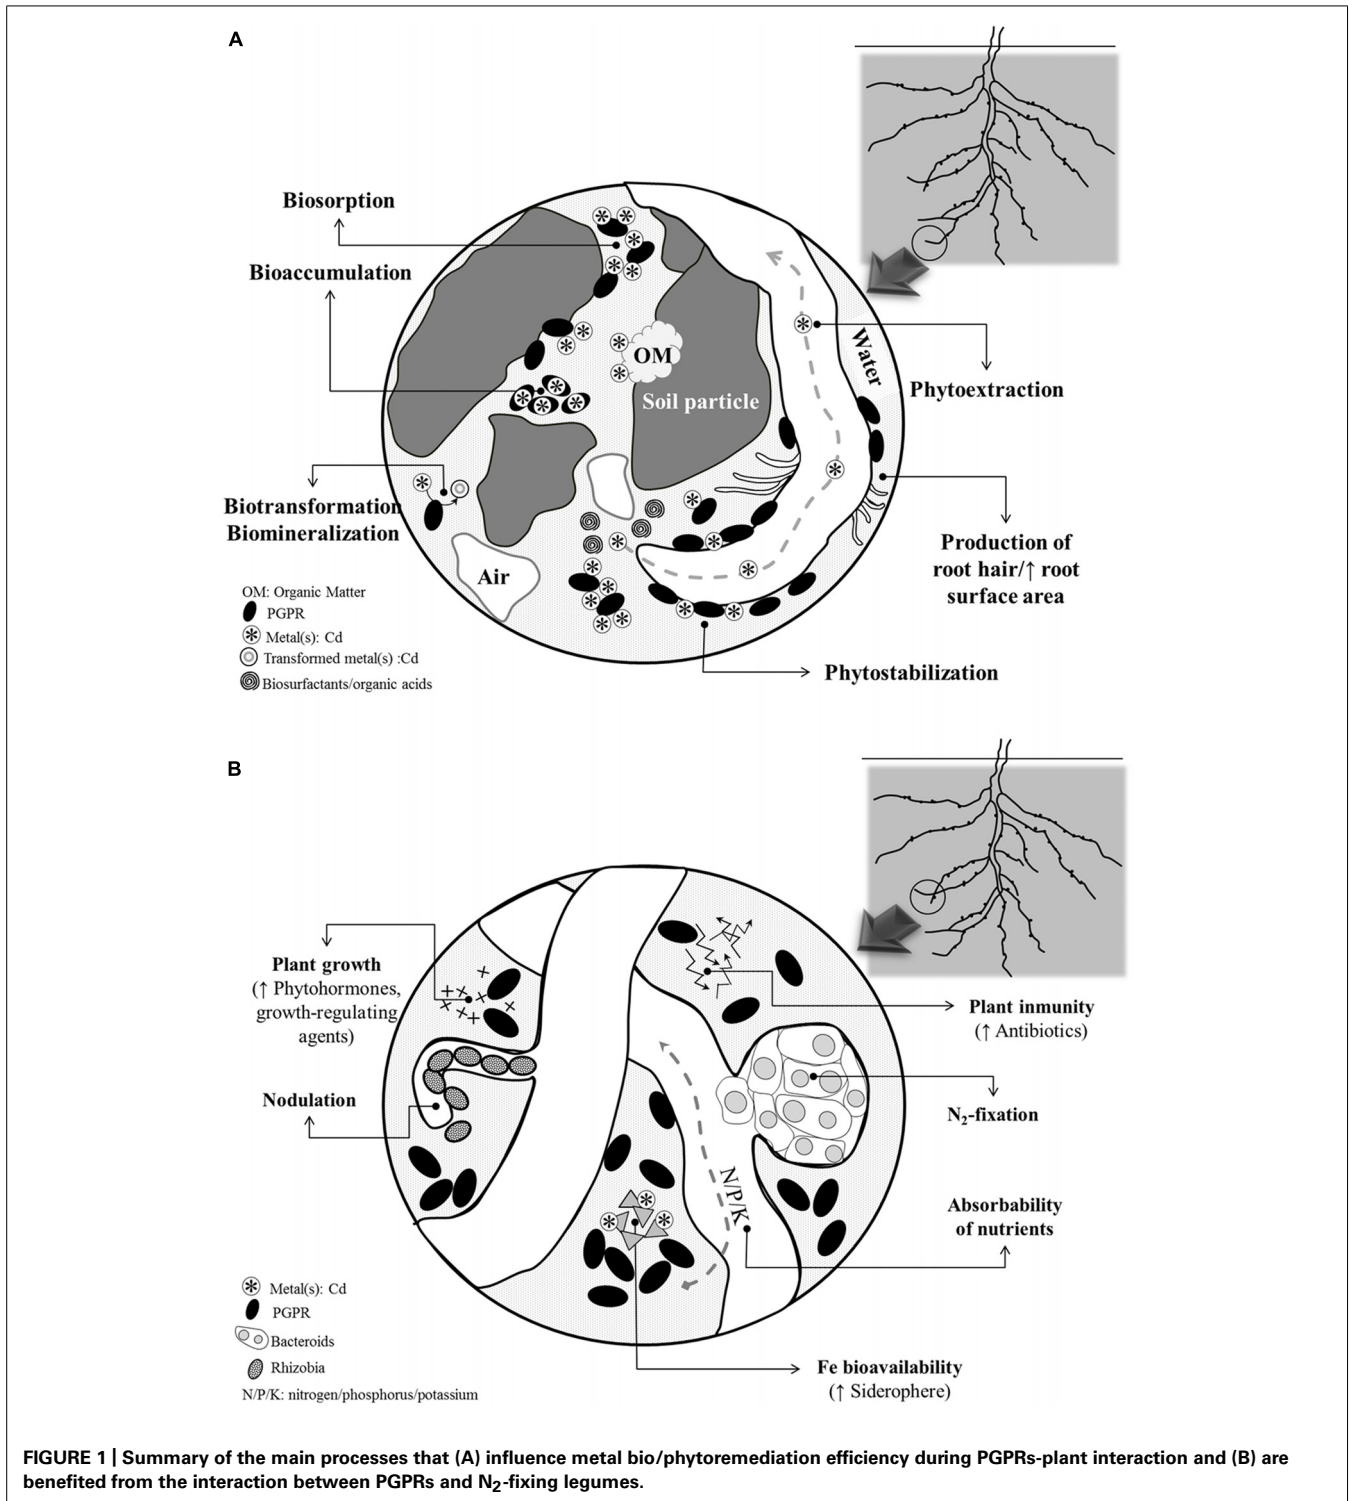 A
Biosorption
Bioaccumulation
OM
Soil particle
Water
Phytoextraction
Biotransformation
Biomineralization
Air
Production of
root hair/↑ root
surface area
Phytostabilization
OM: Organic Matter
PGPR
Metal(s): Cd
Transformed metal(s) :Cd
Biosurfactants/organic acids
B
Plant growth
(↑ Phytohormones,
growth-regulating
agents)
Nodulation
Plant inmunity
(↑ Antibiotics)
N₂-fixation
N/P/K
Absorbability
of nutrients
Metal(s): Cd
PGPR
Bacteroids
Rhizobia
N/P/K: nitrogen/phosphorus/potassium
Fe bioavailability
(↑ Siderophere)
FIGURE 1 | Summary of the main processes that (A) influence metal bio/phytoremediation efficiency during PGPRs-plant interaction and (B) are
benefited from the interaction between PGPRs and N₂-fixing legumes.